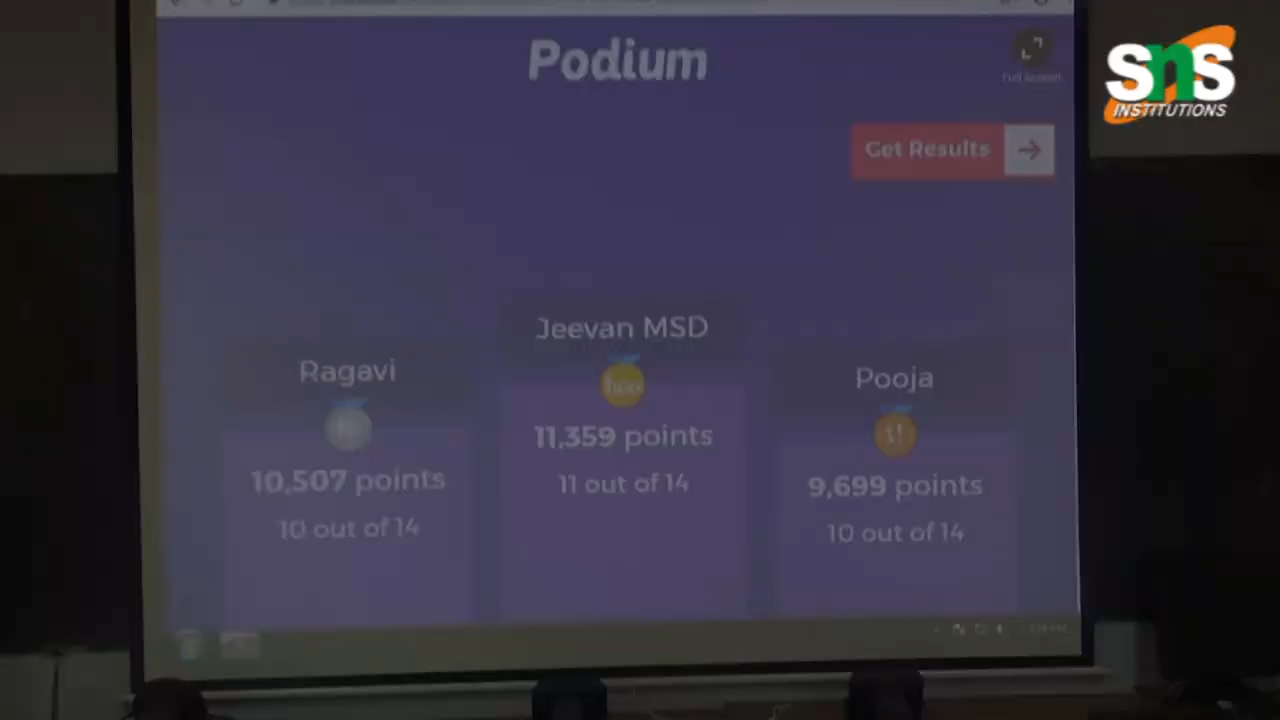 Podium
SNS
INSTITUTIONS
Get Results
Jeevan MSD
Ragavi
Pooja
11,359 points
10,507 points
9,699 points
11 out of 14
10 out of 14
10 out of 14